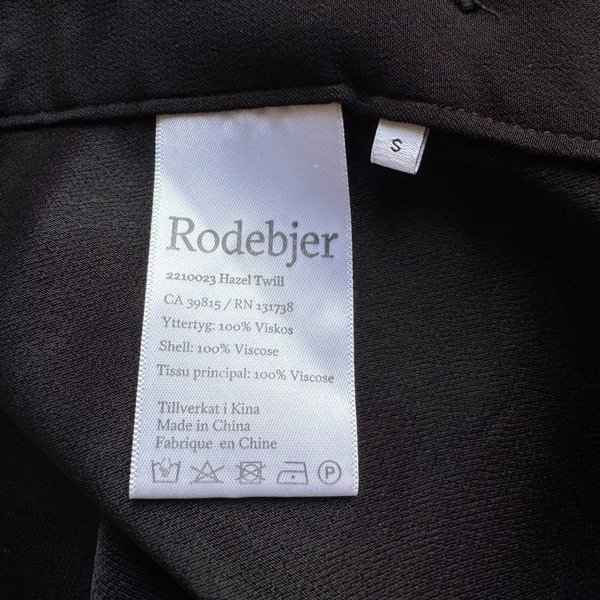 Rodebjer
2210023 Hazel Twill
CA 39815 / RN 131738
Yttertyg: 100% Viskos
Shell: 100% Viscose
Tissu principal: 100% Viscose
Tillverkat i Kina
Made in China
Fabrique en Chine
P
S